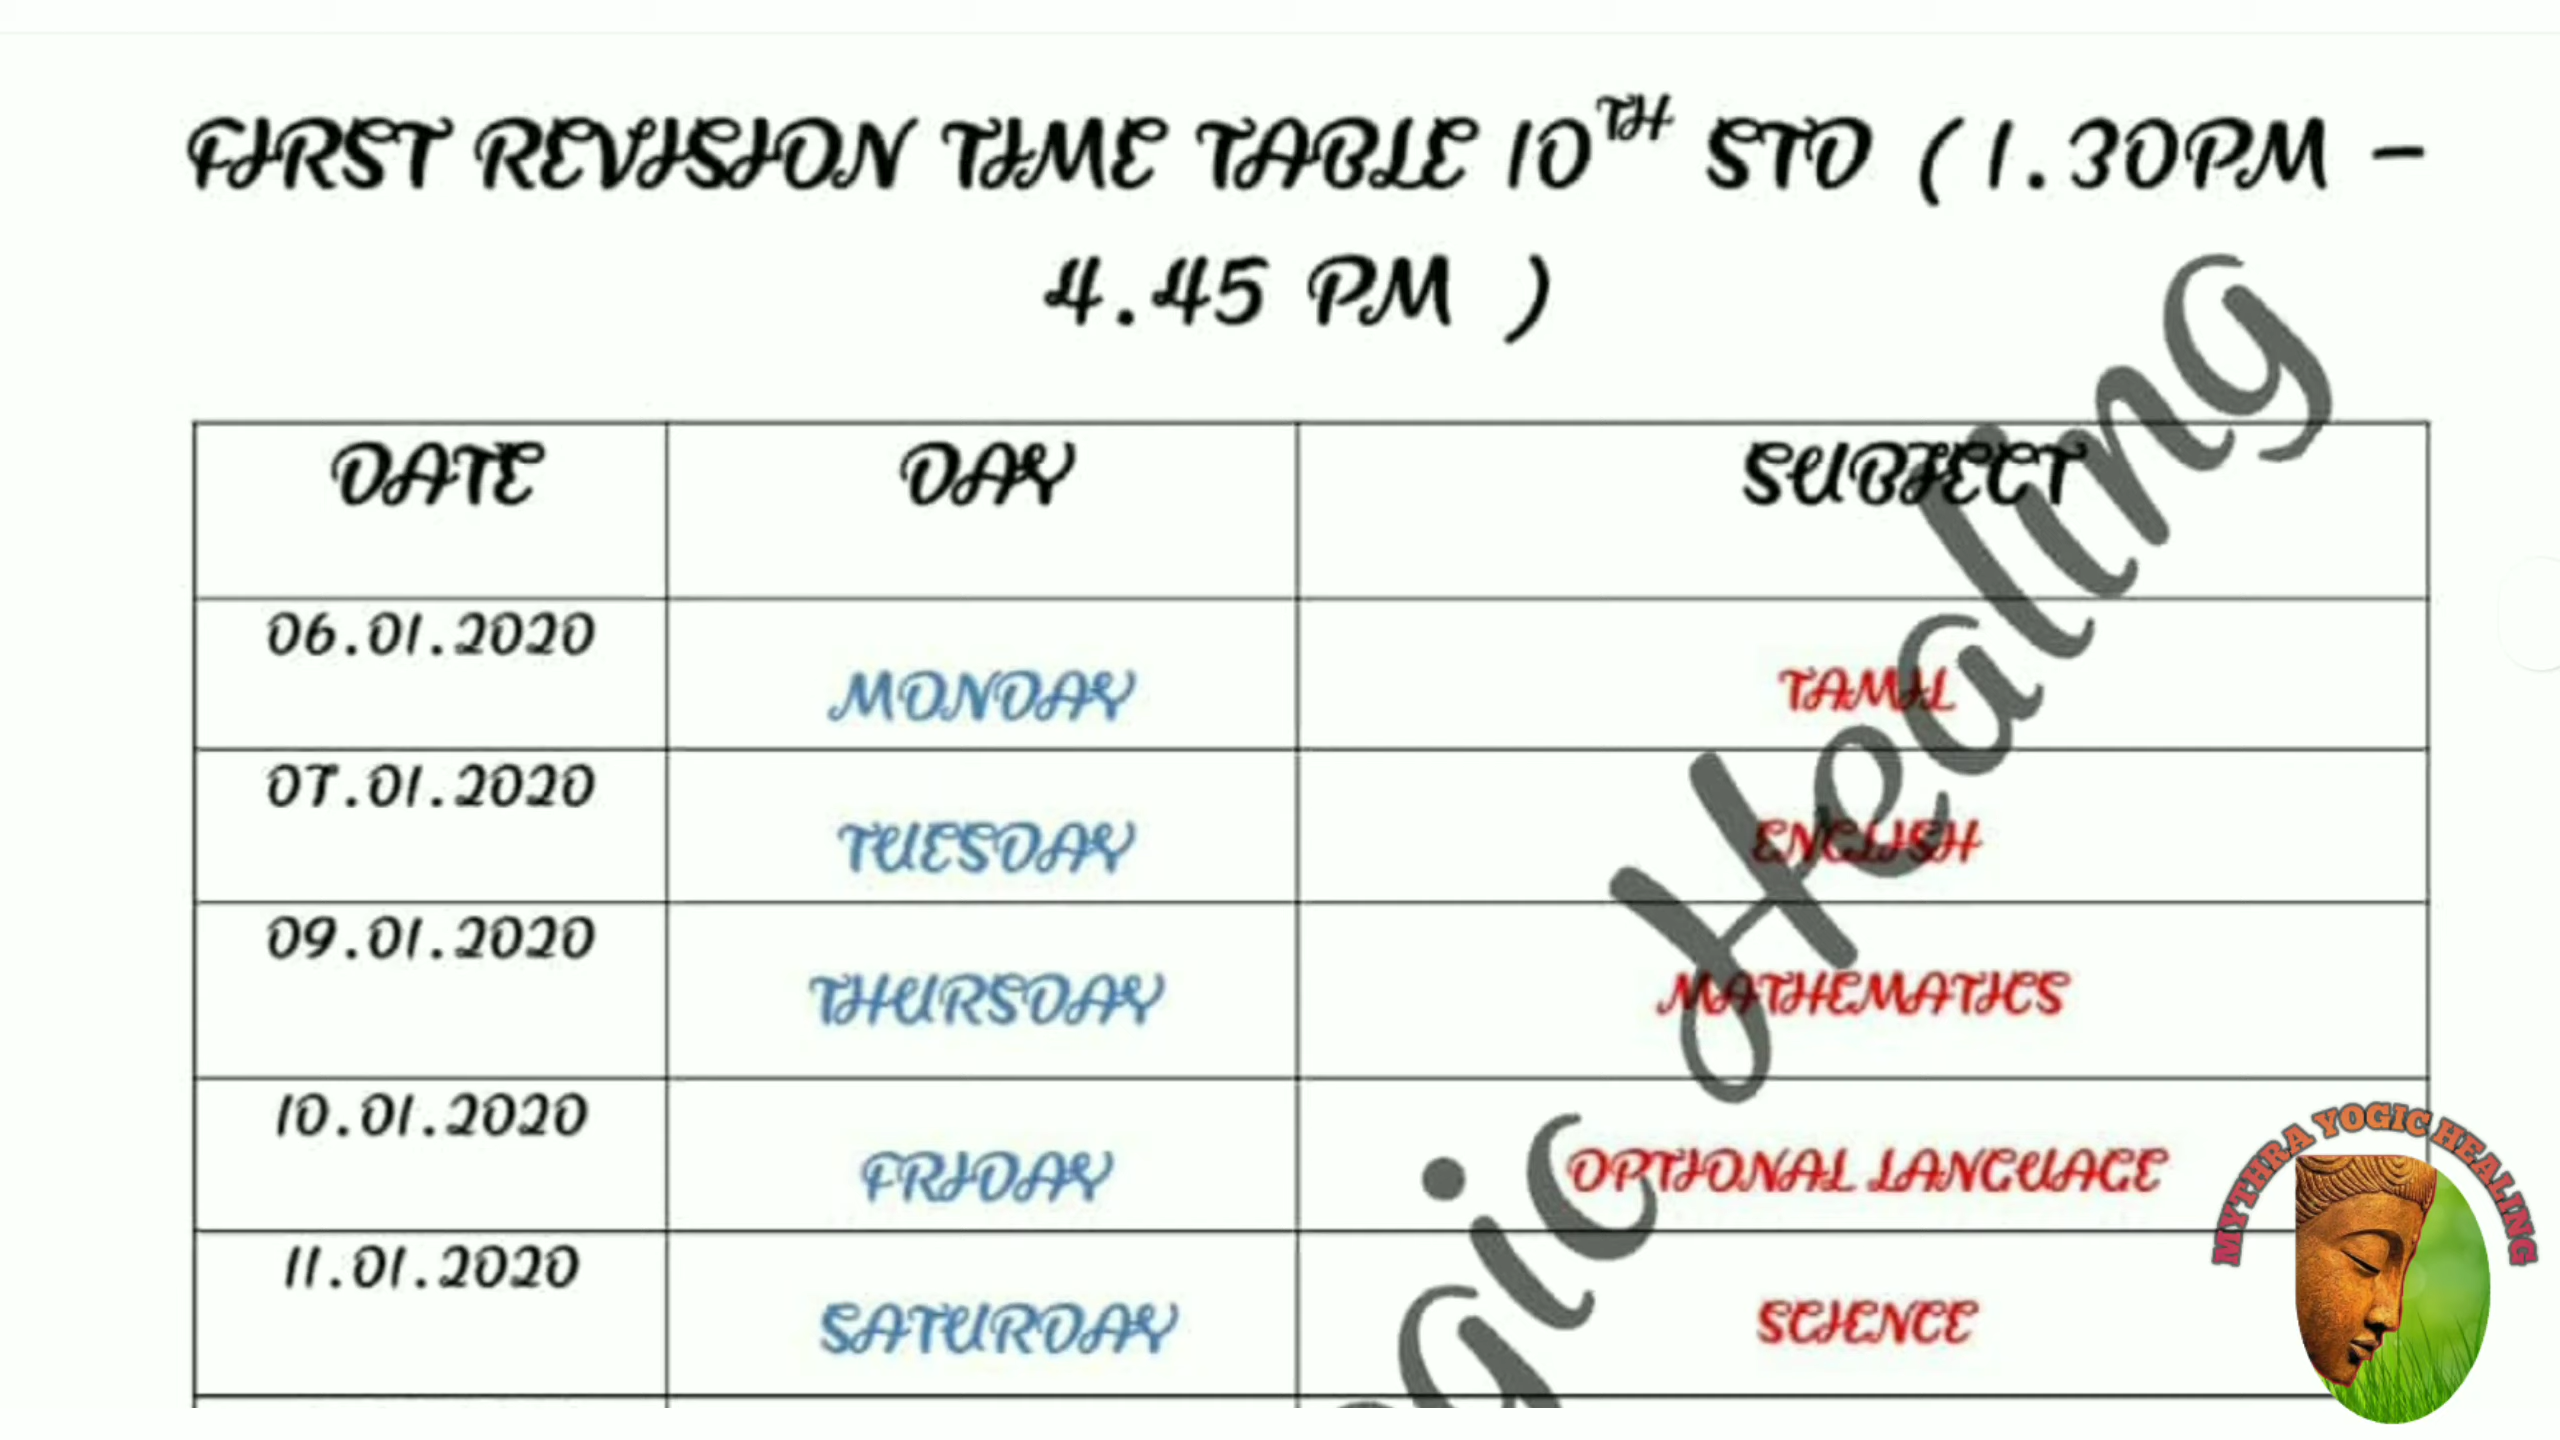 FIRST REVISION TIME TABLE 10TH STD ( 1.30PM –
4.45 PM )
DATE DAY SUBJECT
06.01.2020 MONDAY TAMIL
07.01.2020 TUESDAY ENGLISH
09.01.2020 THURSDAY MATHEMATICS
10.01.2020 FRIDAY OPTIONAL LANGUAGE
11.01.2020 SATURDAY SCIENCE
gic Healing
MYTHRA YOGIC HEALING